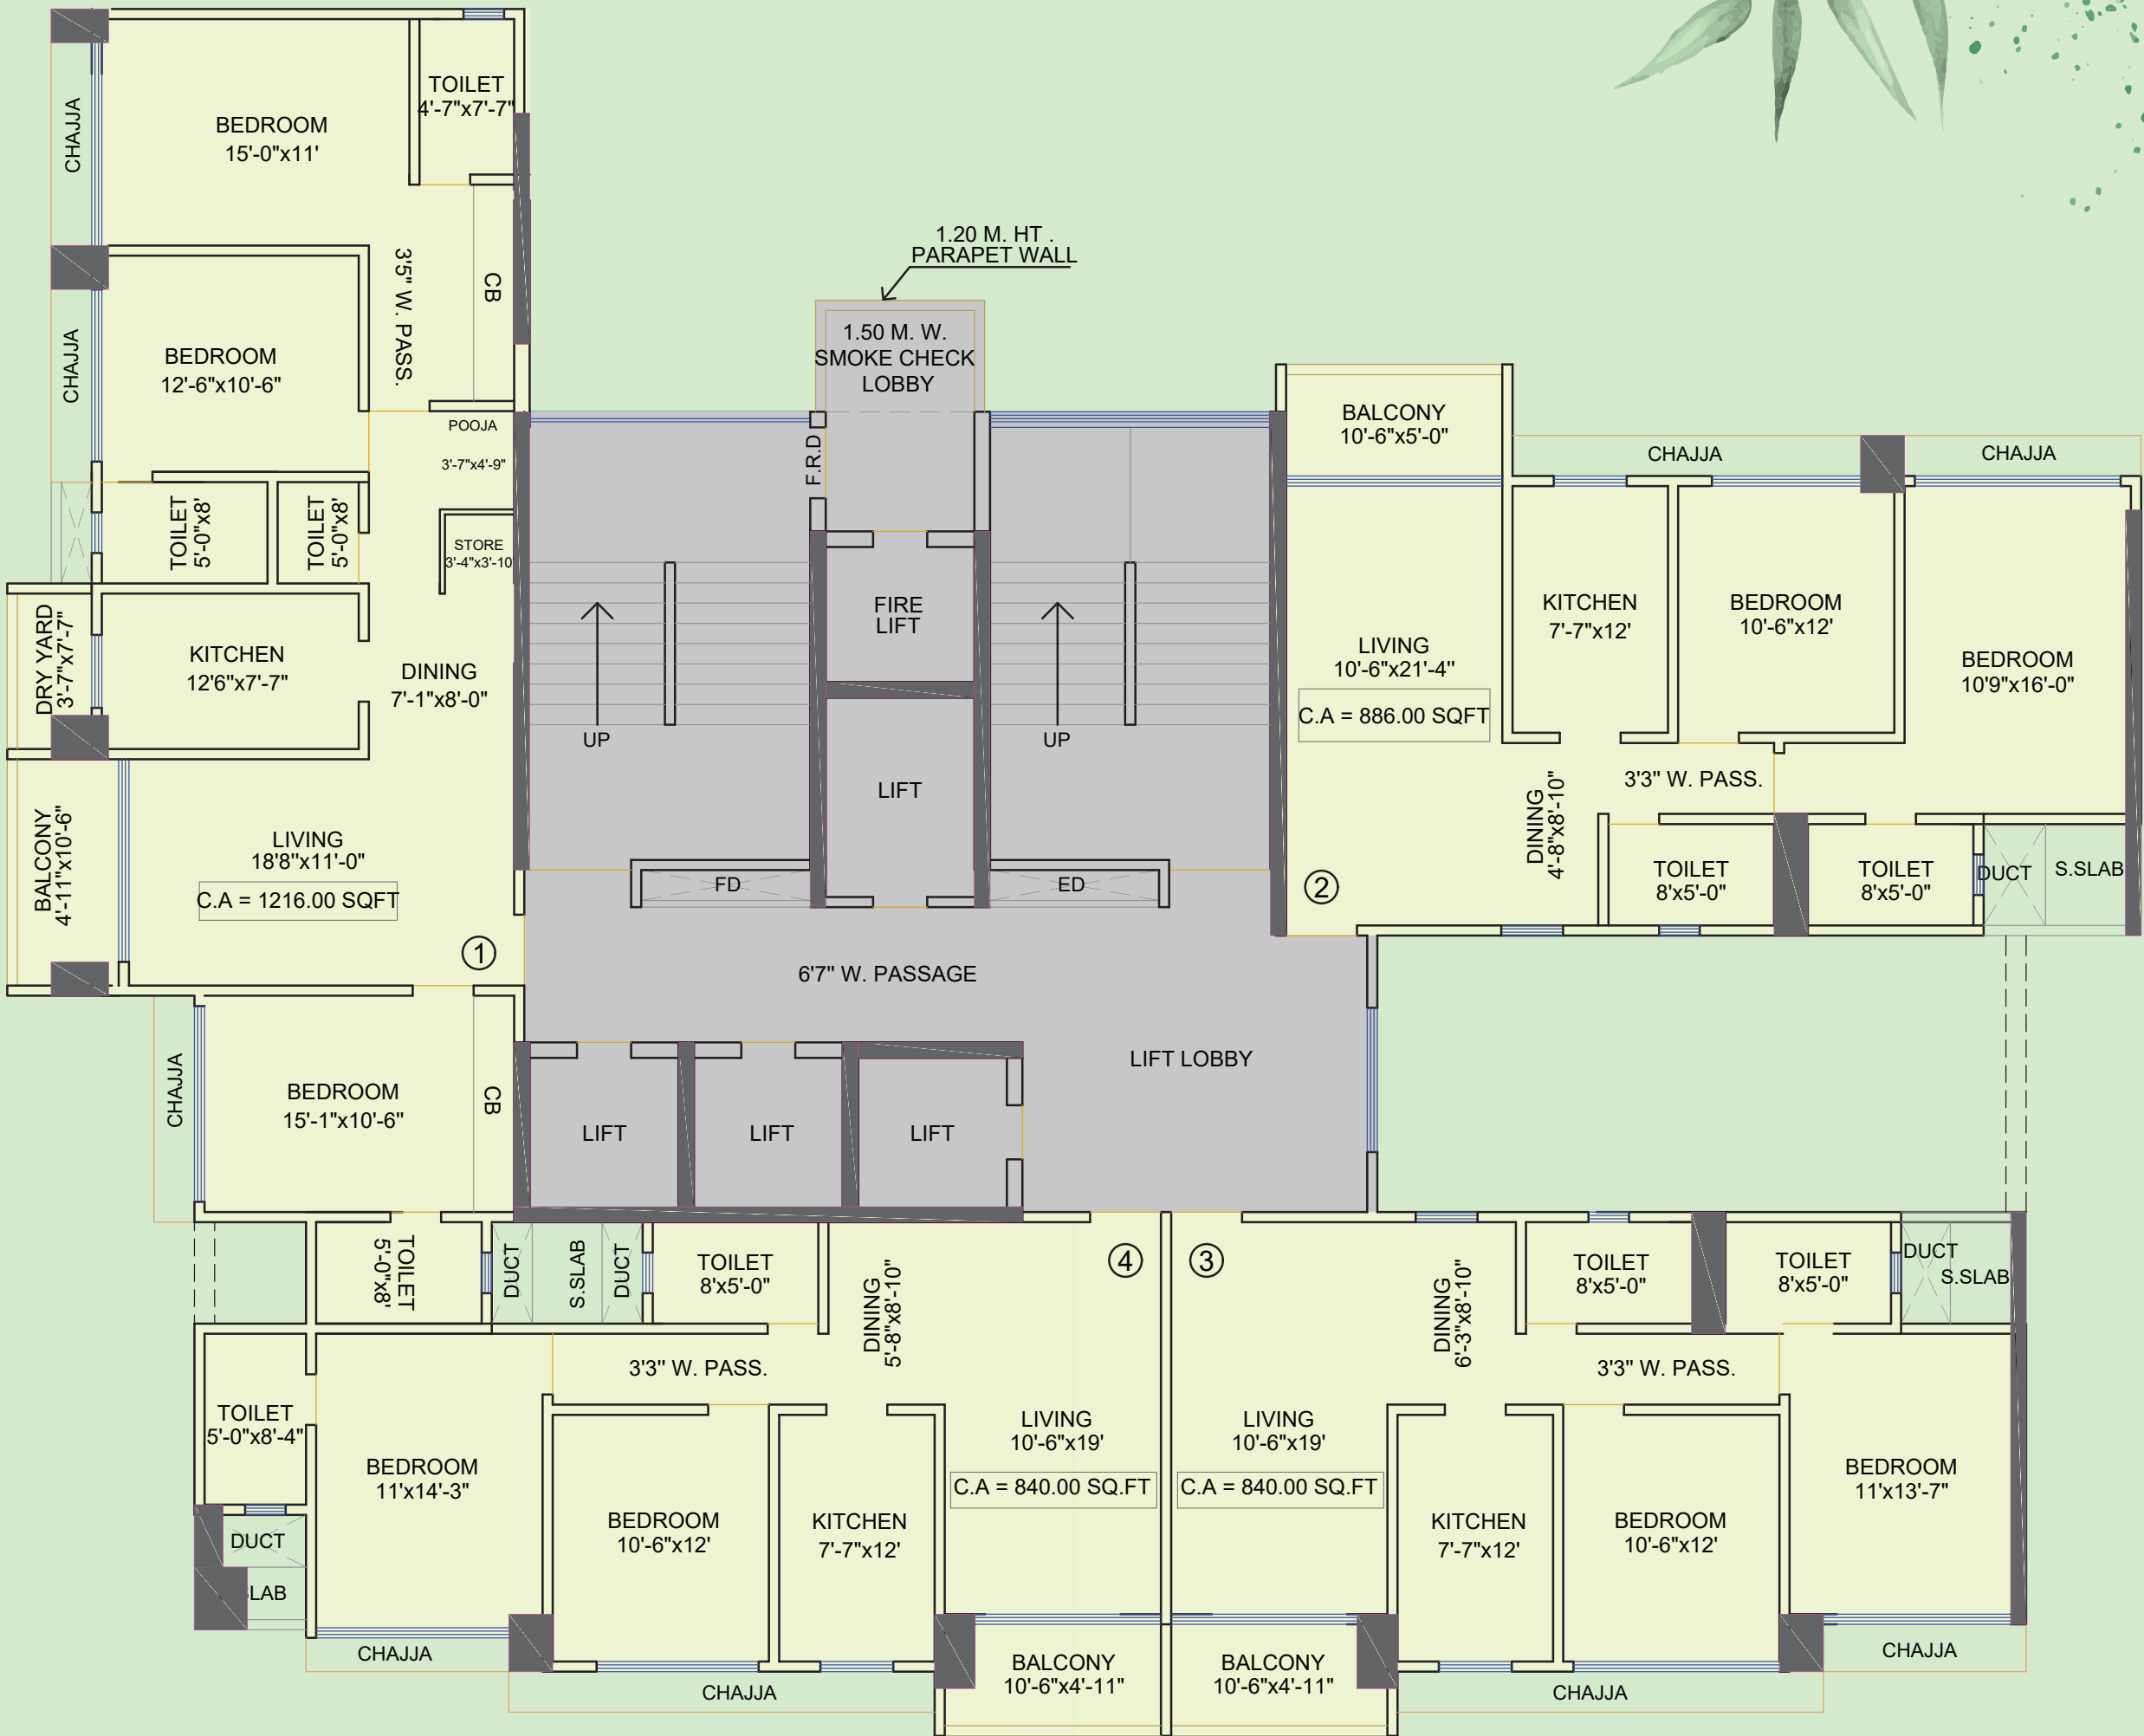 TOILET
4'-7"x7'-7"
BEDROOM
15'-0"x11'
CHAJJA
3'5" W. PASS.
CB
BEDROOM
12'-6"x10'-6"
CHAJJA
POOJA
3'-7"x4'-9"
TOILET
5'-0"x8'
TOILET
5'-0"x8'
STORE
3'-4"x3'-10
DRY YARD
3'-7"x7'-7"
KITCHEN
12'6"x7'-7"
DINING
7'-1"x8'-0"
BALCONY
4'-11"x10'-6"
LIVING
18'8"x11'-0"
C.A = 1216.00 SQFT
1
CHAJJA
BEDROOM
15'-1"x10'-6"
CB
TOILET
5'-0"x8'
1.20 M. HT .
PARAPET WALL
1.50 M. W.
SMOKE CHECK
LOBBY
F.R.D
FIRE
LIFT
UP
UP
LIFT
FD
ED
6'7" W. PASSAGE
LIFT LOBBY
LIFT
LIFT
LIFT
BALCONY
10'-6"x5'-0"
CHAJJA
CHAJJA
KITCHEN
7'-7"x12'
BEDROOM
10'-6"x12'
LIVING
10'-6"x21'-4"
C.A = 886.00 SQFT
BEDROOM
10'9"x16'-0"
3'3" W. PASS.
DINING
4'-8"x8'-10"
2
TOILET
8'x5'-0"
TOILET
8'x5'-0"
DUCT
S.SLAB
DUCT
S.SLAB
DUCT
TOILET
8'x5'-0"
DINING
5'-8"x8'-10"
4
3
DINING
6'-3"x8'-10"
TOILET
8'x5'-0"
TOILET
8'x5'-0"
DUCT
S.SLAB
3'3" W. PASS.
3'3" W. PASS.
TOILET
5'-0"x8'-4"
BEDROOM
11'x14'-3"
LIVING
10'-6"x19'
C.A = 840.00 SQ.FT
LIVING
10'-6"x19'
C.A = 840.00 SQ.FT
BEDROOM
11'x13'-7"
DUCT
LAB
BEDROOM
10'-6"x12'
KITCHEN
7'-7"x12'
KITCHEN
7'-7"x12'
BEDROOM
10'-6"x12'
CHAJJA
CHAJJA
BALCONY
10'-6"x4'-11"
BALCONY
10'-6"x4'-11"
CHAJJA
CHAJJA